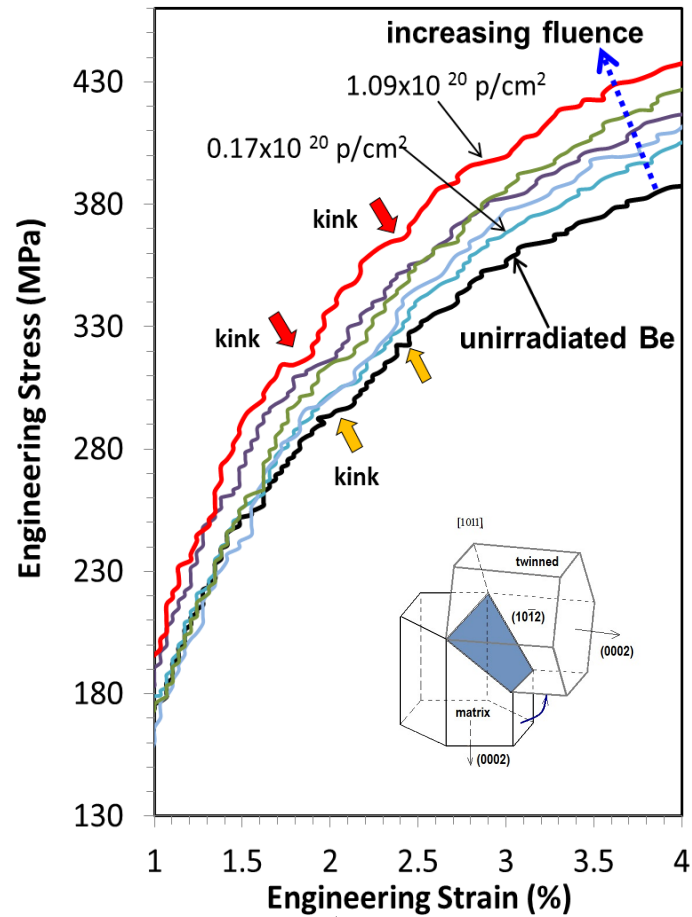 increasing fluence
1.09x10 20 p/cm2
0.17x10 20 p/cm2
kink
kink
unirradiated Be
kink
[1011]
twinned
(101̄2)
(0002)
matrix
(0002)
Engineering Stress (MPa)
430
380
330
280
230
180
130
1 1.5 2 2.5 3 3.5 4
Engineering Strain (%)